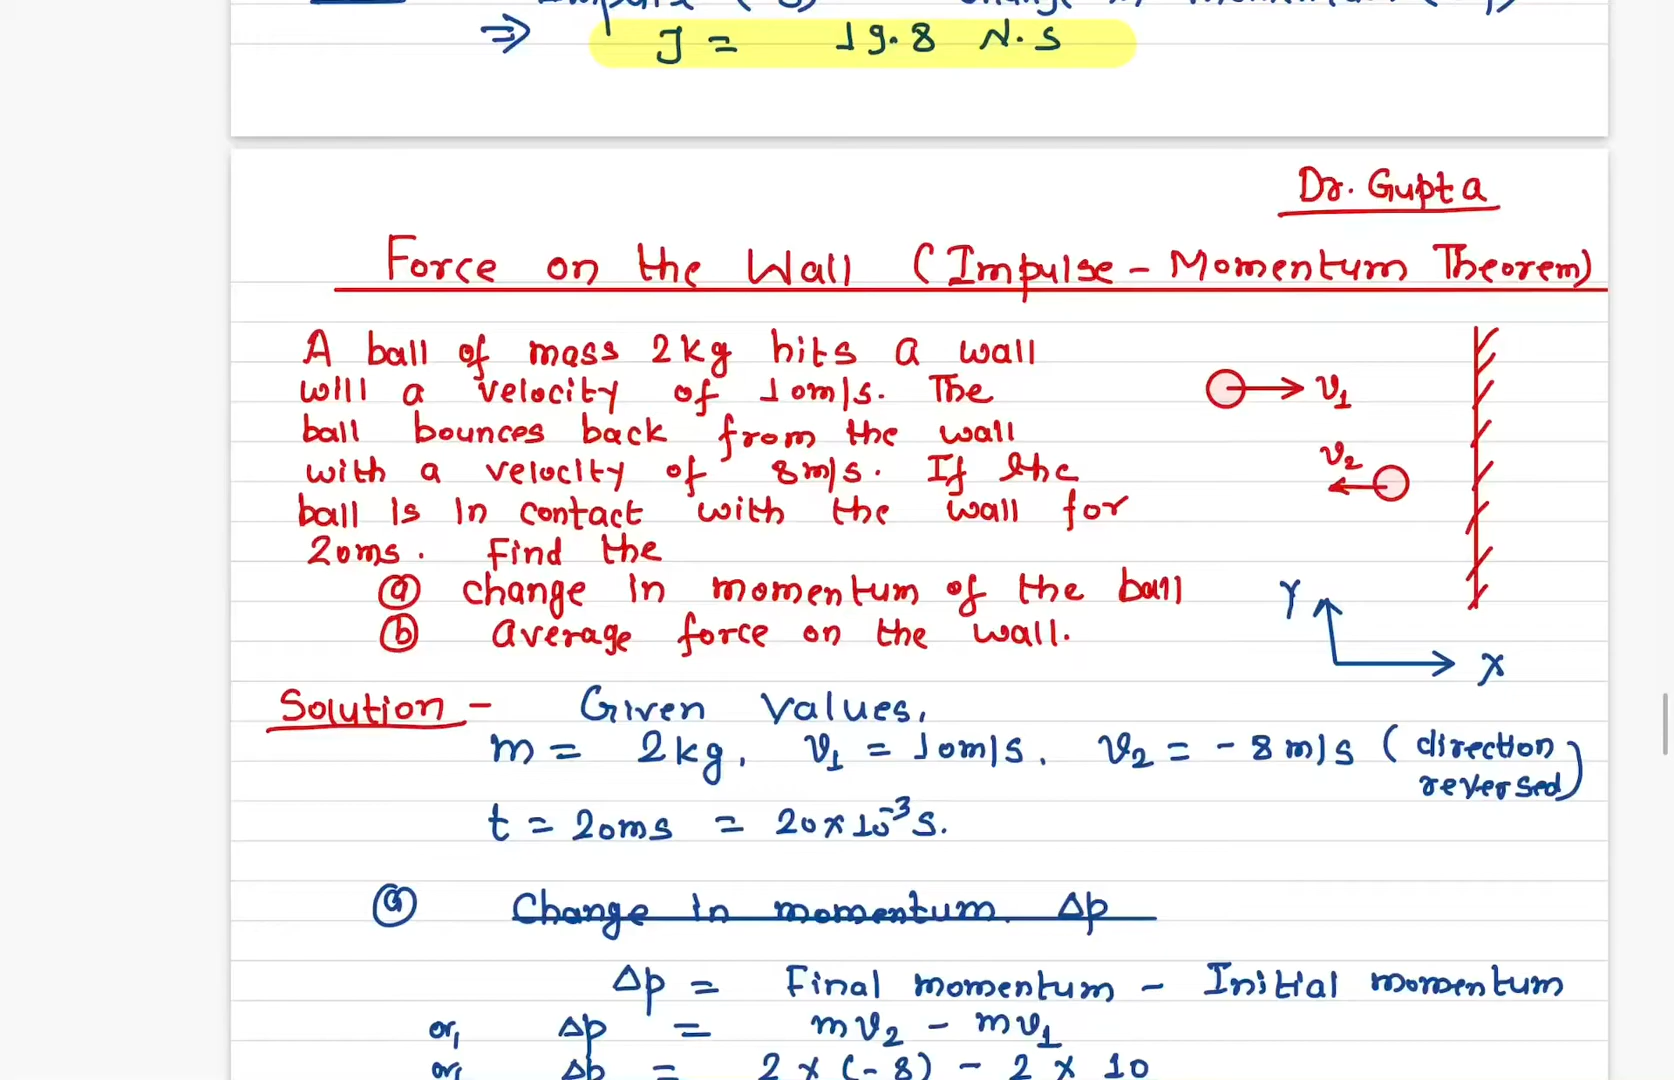 ⇒ J = 19.8 N.s
Dr. Gupta
Force on the Wall (Impulse - Momentum Theorem)
A ball of mass 2kg hits a wall
will a velocity of 10m/s. The
ball bounces back from the wall
with a velocity of 8m/s. If the
ball is in contact with the wall for
20ms. Find the
(a) change in momentum of the ball
(b) average force on the wall.
v₁
v₂
Y
X
Solution - Given values,
m = 2kg, v₁ = 10m/s, v₂ = -8m/s (direction
reversed)
t = 20ms = 20×10⁻³s.
(a) Change in momentum Δp
Δp = Final momentum - Initial momentum
or, Δp = mv₂ - mv₁
or, Δp = 2 × (-8) - 2 × 10